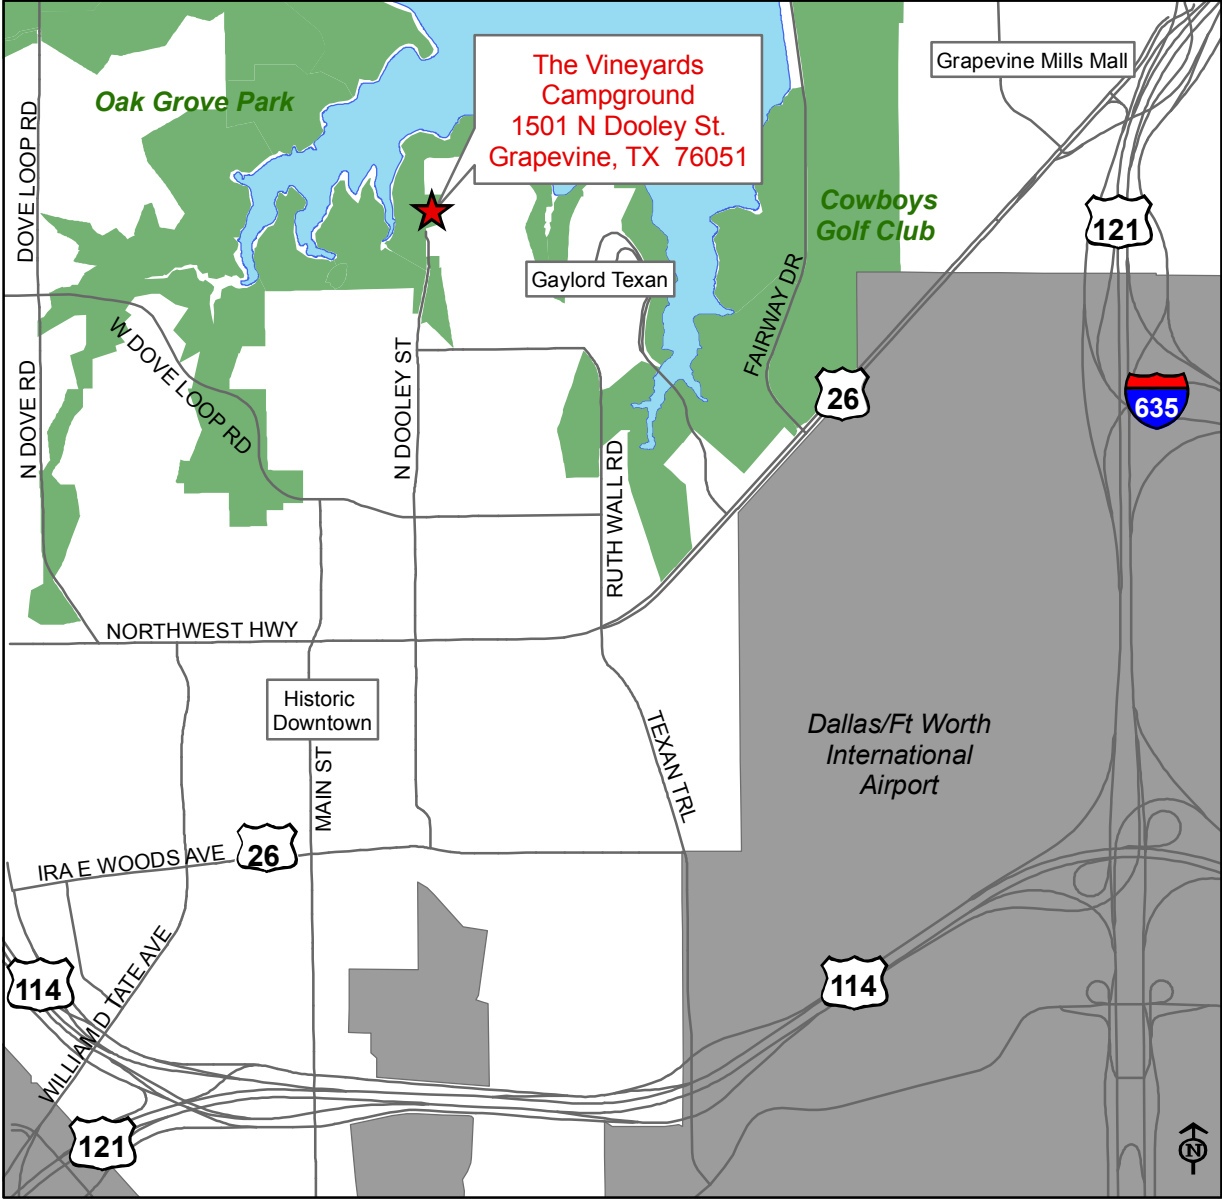 Grapevine Mills Mall
The Vineyards
Campground
1501 N Dooley St.
Grapevine, TX 76051
Oak Grove Park
DOVE LOOP RD
Cowboys
Golf Club
121
Gaylord Texan
FAIRWAY DR
W DOVE LOOP RD
N DOVE RD
N DOOLEY ST
26
635
RUTH WALL RD
NORTHWEST HWY
Historic
Downtown
TEXAN TRL
Dallas/Ft Worth
International
Airport
MAIN ST
IRA E WOODS AVE
26
114
WILLIAM D TATE AVE
114
121
N